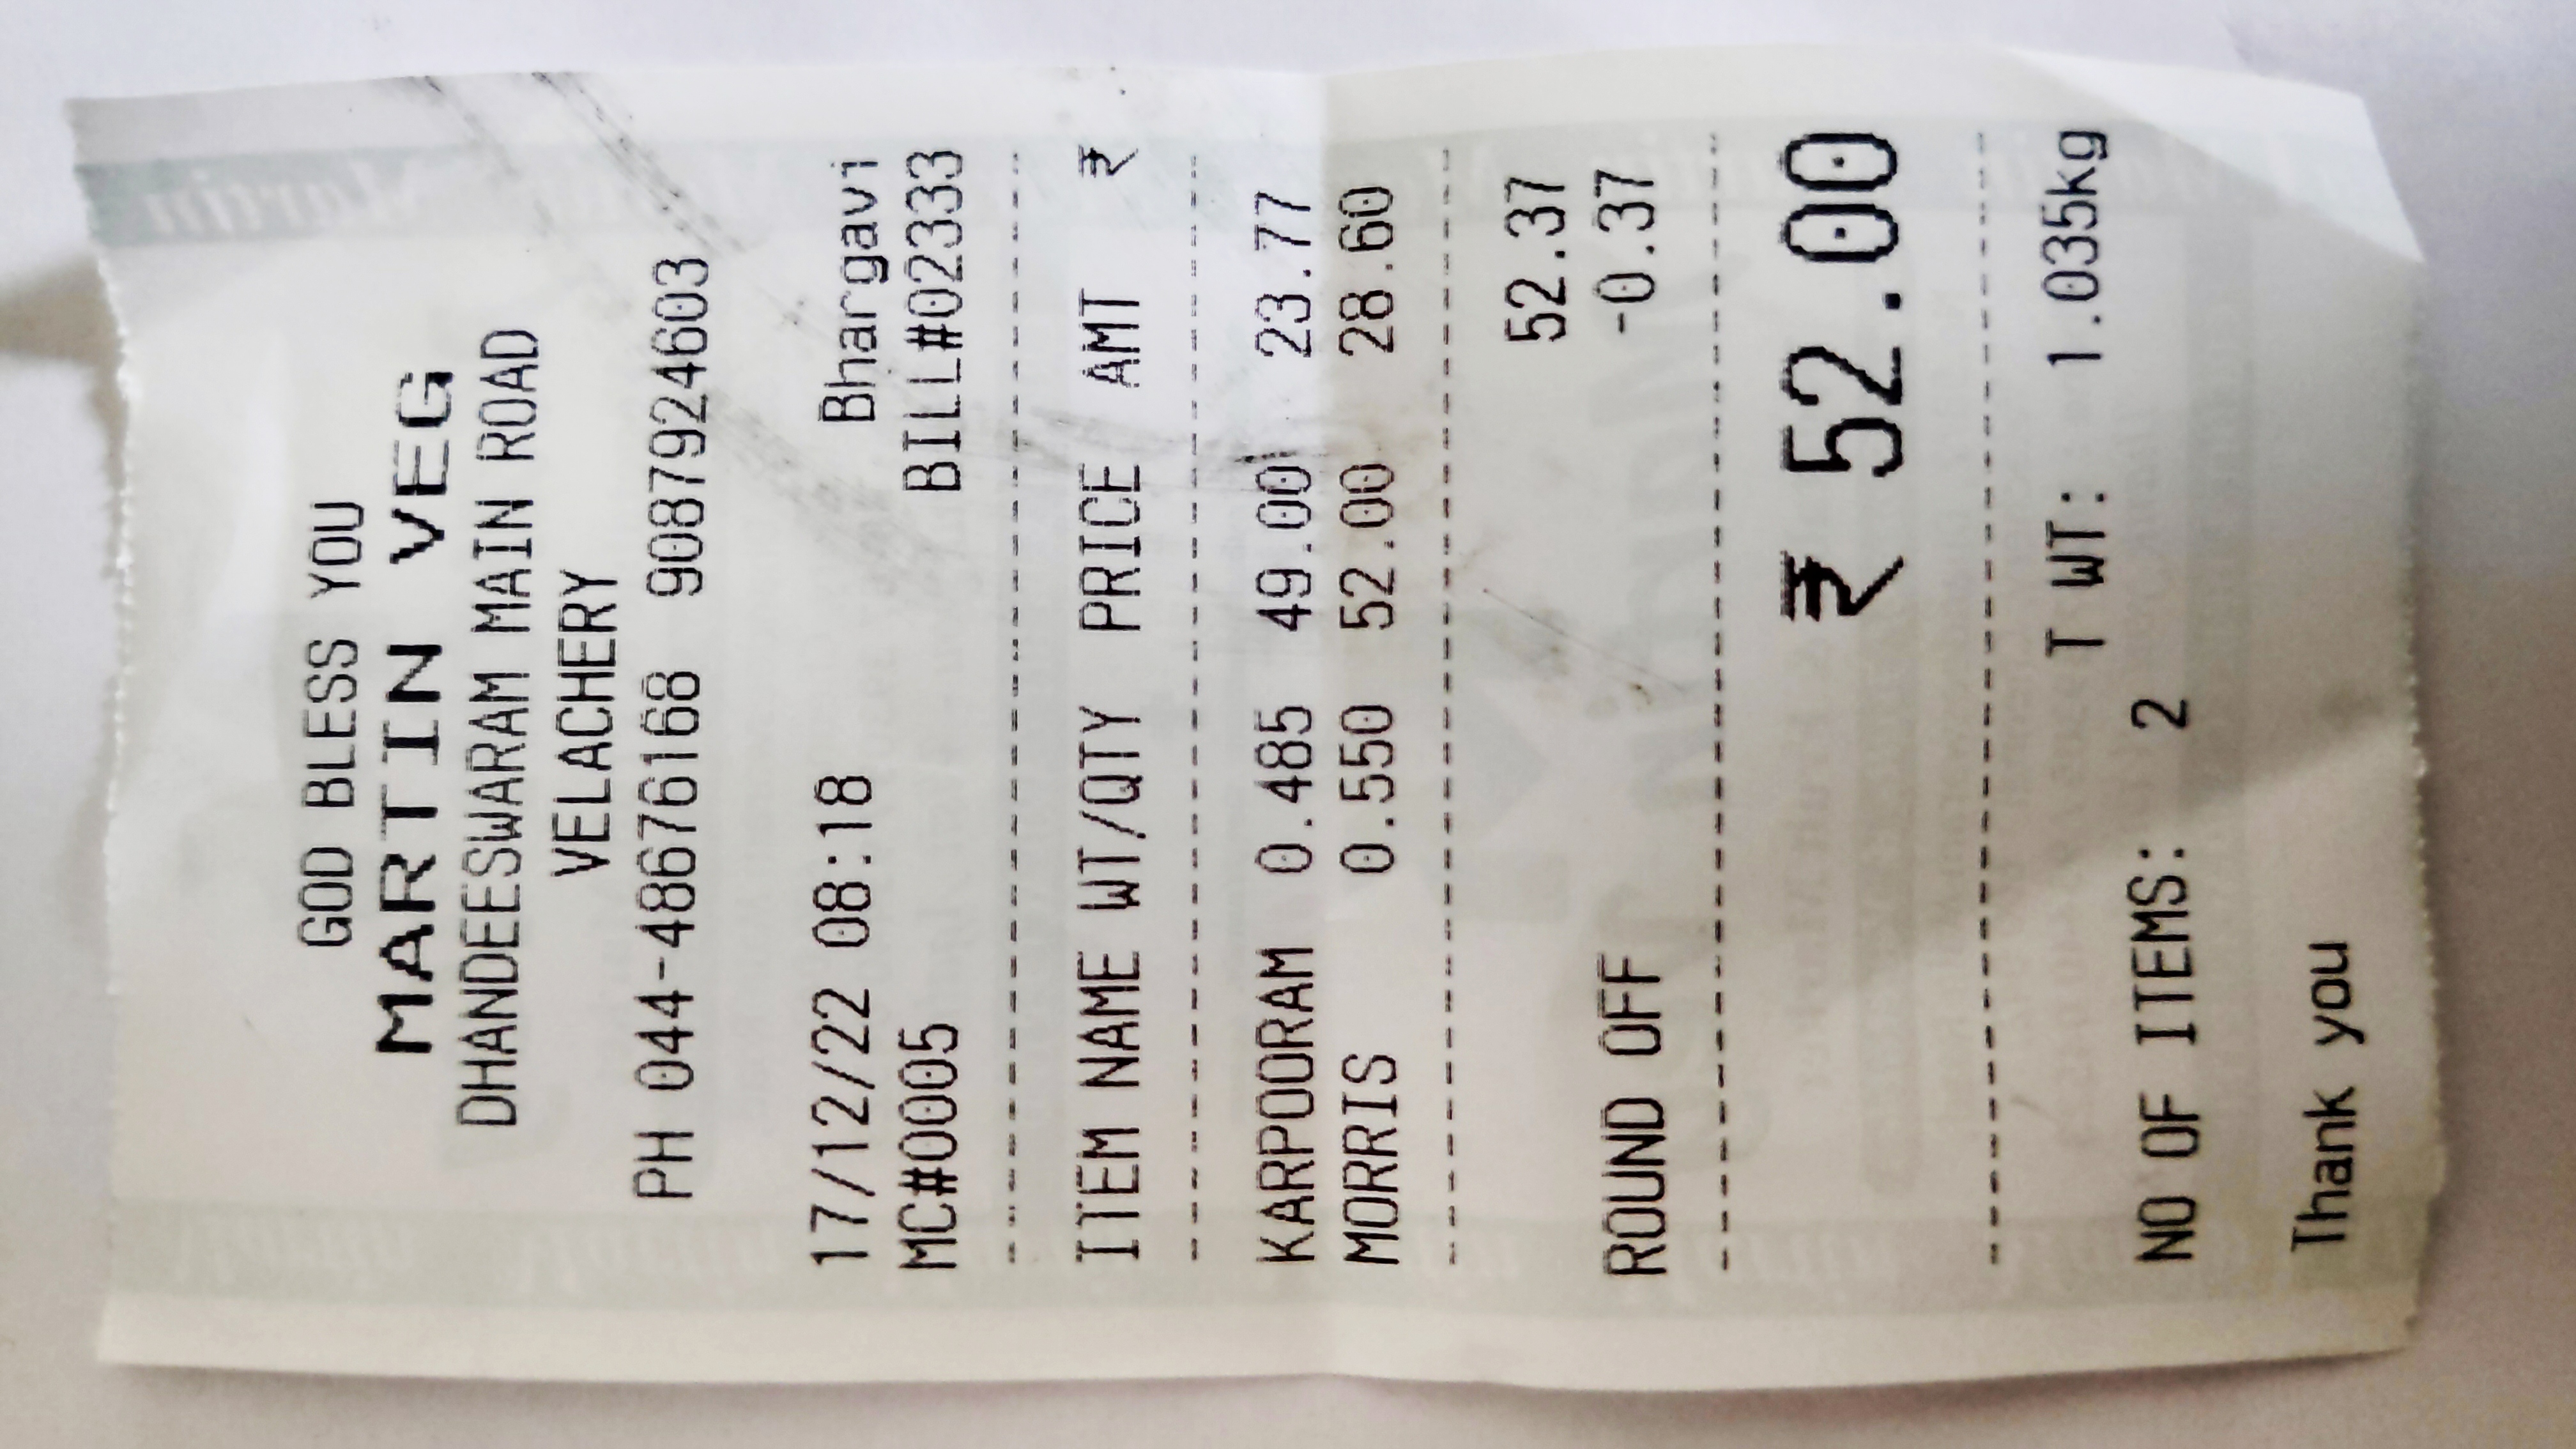 GOD BLESS YOU
MARTIN VEG
DHANDEESWARAM MAIN ROAD
VELACHERY
PH 044-48676168 9087924603
17/12/22 08:18 Bhargavi
MC#0005 BILL#02333
ITEM NAME WT/QTY PRICE AMT ₹
KARPOORAM 0.485 49.00 23.77
MORRIS 0.550 52.00 28.60
52.37
ROUND OFF -0.37
₹ 52.00
T WT: 1.035kg
NO OF ITEMS: 2
Thank you